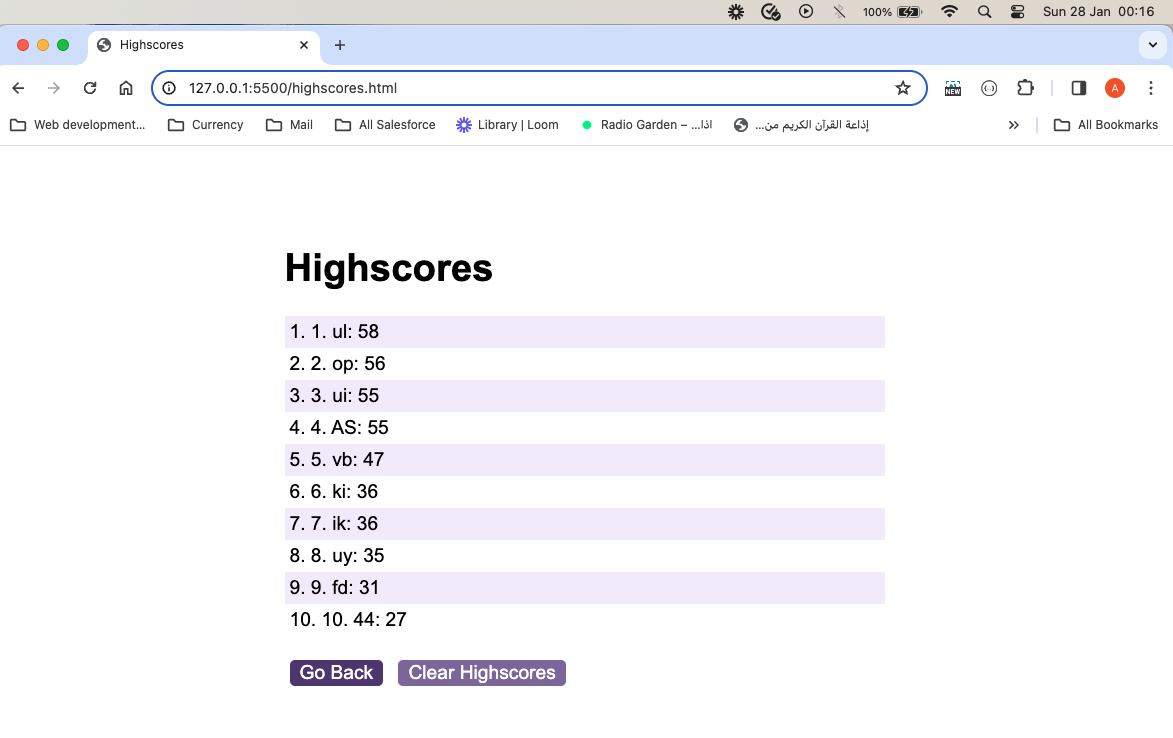 100% Sun 28 Jan 00:16
Highscores
127.0.0.1:5500/highscores.html
NEW
A
Web development... Currency Mail All Salesforce Library | Loom Radio Garden – ...اذا إذاعة القرآن الكريم من... All Bookmarks
Highscores
1. 1. ul: 58
2. 2. op: 56
3. 3. ui: 55
4. 4. AS: 55
5. 5. vb: 47
6. 6. ki: 36
7. 7. ik: 36
8. 8. uy: 35
9. 9. fd: 31
10. 10. 44: 27
Go Back Clear Highscores